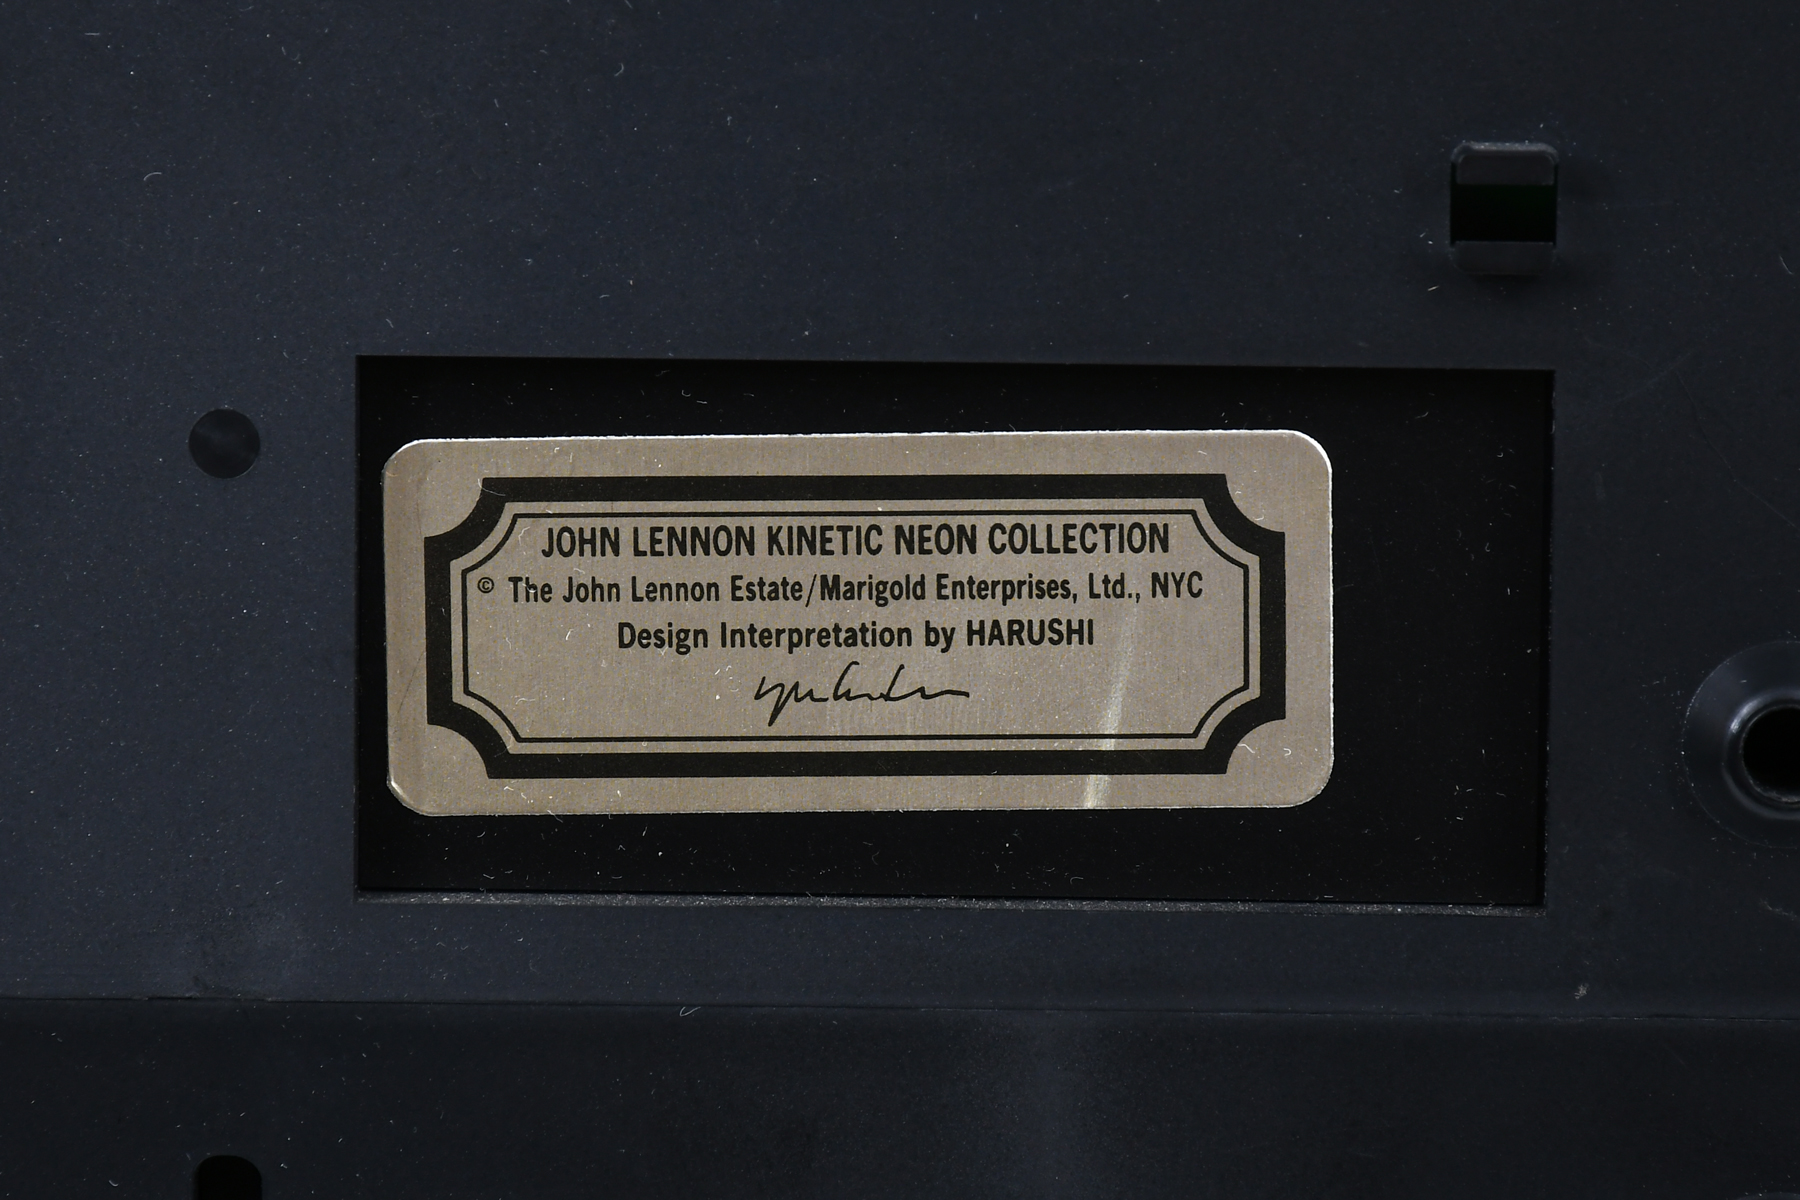 JOHN LENNON KINETIC NEON COLLECTION
© The John Lennon Estate/Marigold Enterprises, Ltd., NYC
Design Interpretation by HARUSHI